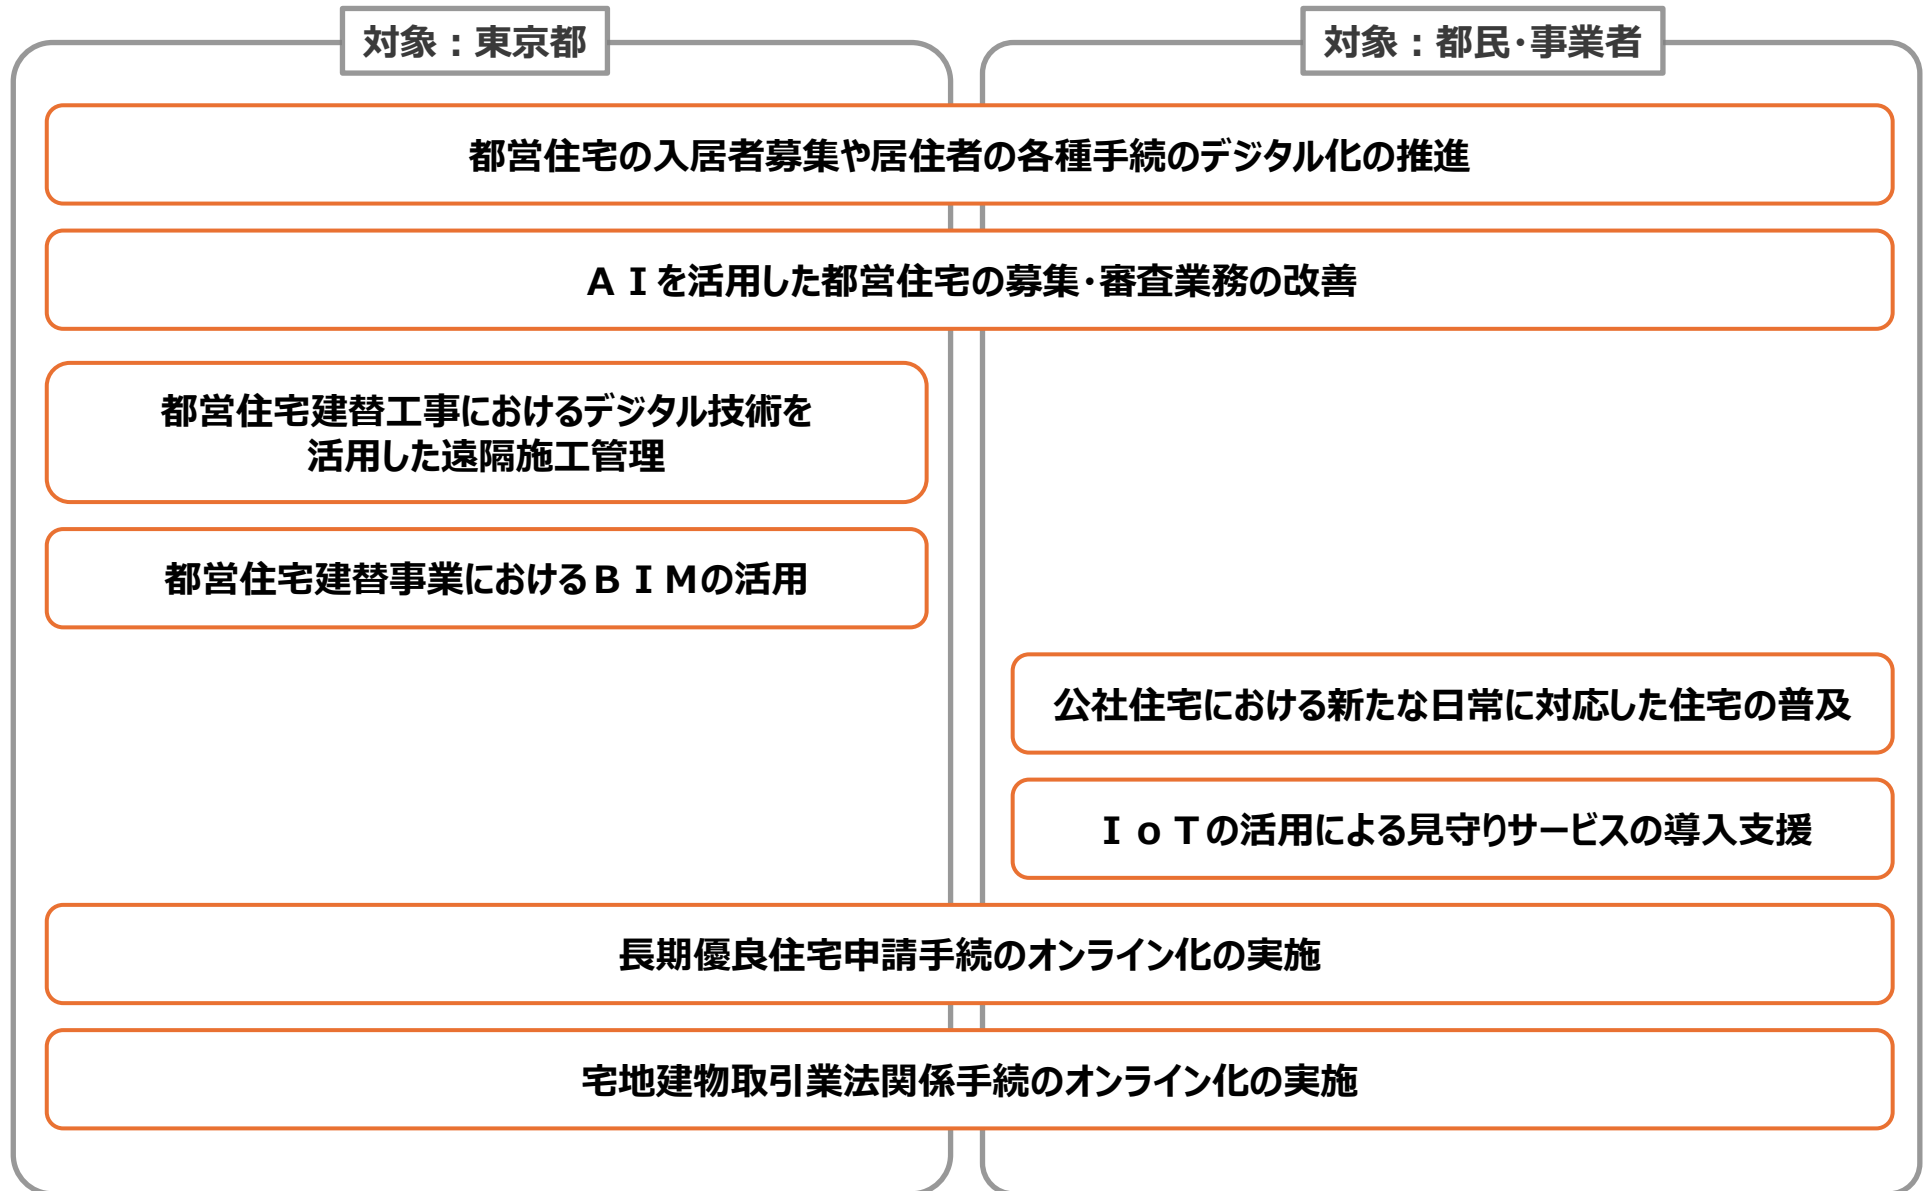 対象：東京都
対象：都民・事業者
都営住宅の入居者募集や居住者の各種手続のデジタル化の推進
ＡＩを活用した都営住宅の募集・審査業務の改善
都営住宅建替工事におけるデジタル技術を
活用した遠隔施工管理
都営住宅建替事業におけるＢＩＭの活用
公社住宅における新たな日常に対応した住宅の普及
ＩｏＴの活用による見守りサービスの導入支援
長期優良住宅申請手続のオンライン化の実施
宅地建物取引業法関係手続のオンライン化の実施